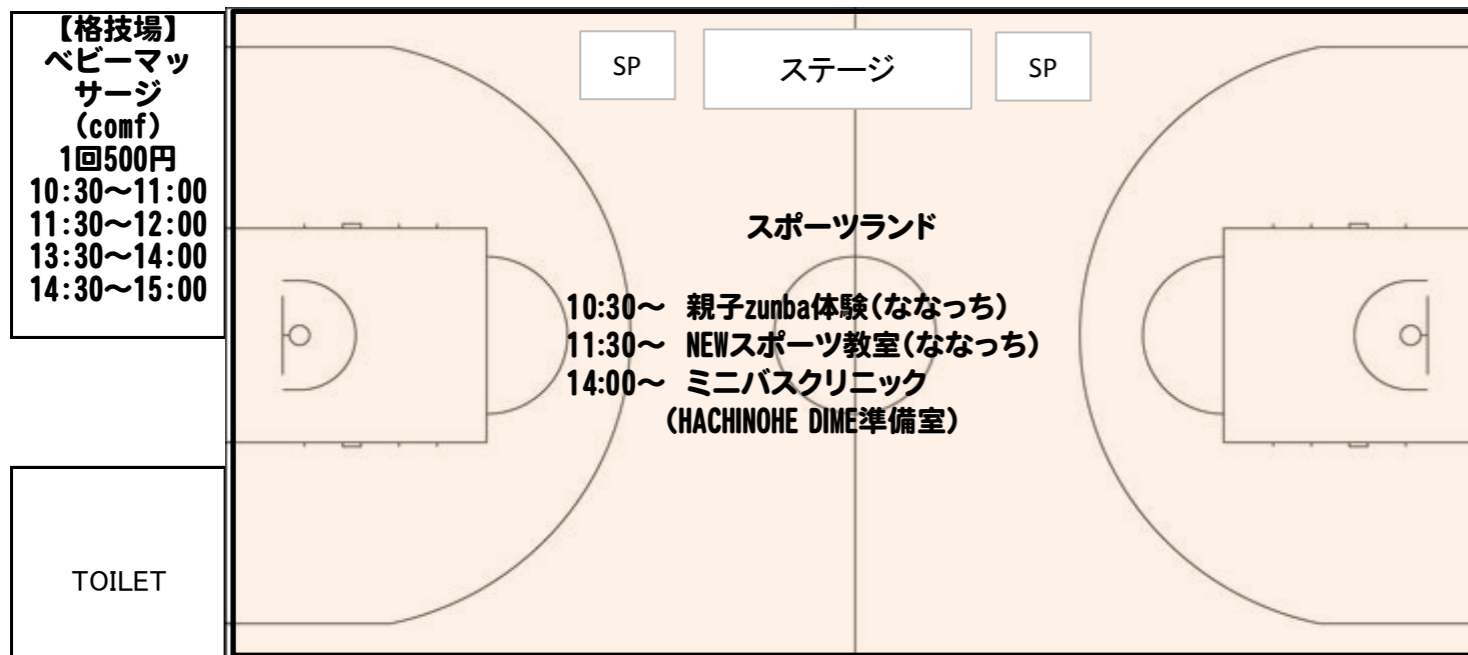 【格技場】
ベビーマッ
サージ
(comf)
1回500円
10:30～11:00
11:30～12:00
13:30～14:00
14:30～15:00
SP
ステージ
SP
スポーツランド
10:30～ 親子zunba体験(ななっち)
11:30～ NEWスポーツ教室(ななっち)
14:00～ ミニバスクリニック
(HACHINOHE DIME準備室)
TOILET